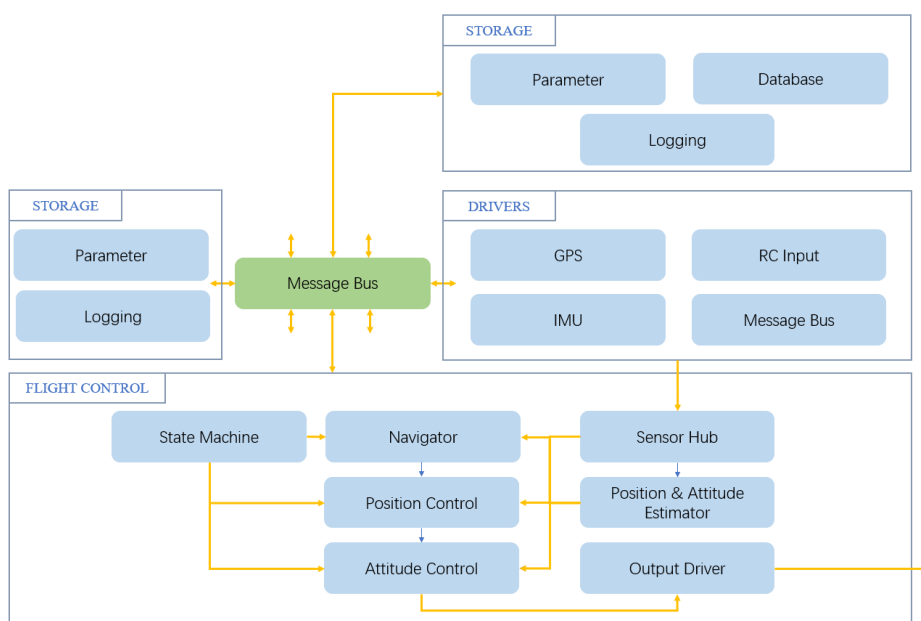 STORAGE
Parameter
Database
Logging
STORAGE
Parameter
Logging
Message Bus
DRIVERS
GPS
RC Input
IMU
Message Bus
FLIGHT CONTROL
State Machine
Navigator
Sensor Hub
Position Control
Position & Attitude
Estimator
Attitude Control
Output Driver